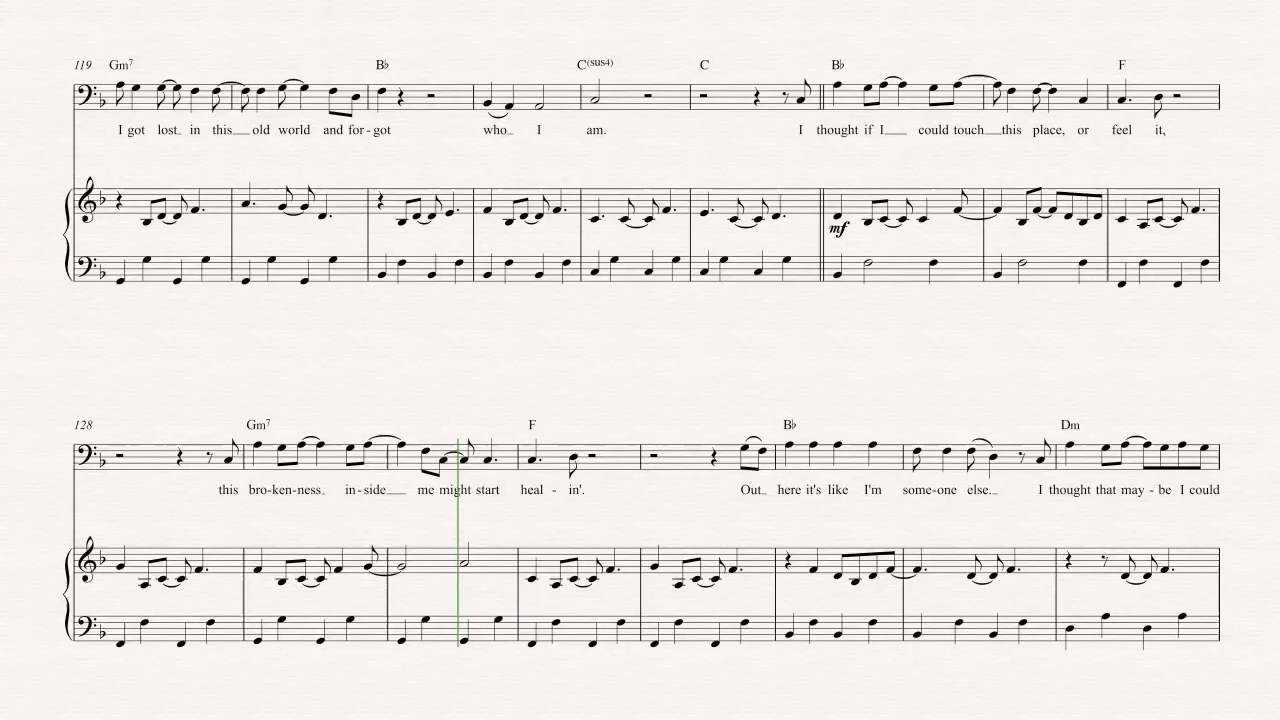 119 Gm7 B♭ C(sus4) C B♭ F
I got lost in this old world and for-got who I am. I thought if I could touch this place, or feel it,
mf
128 Gm7 F B♭ Dm
this bro-ken-ness in-side me might start heal - in'. Out here it's like I'm some-one else. I thought that may - be I could